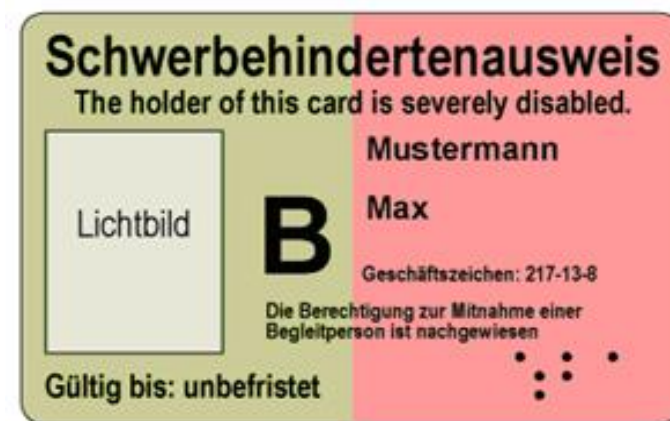 Schwerbehindertenausweis
The holder of this card is severely disabled.
Mustermann
Lichtbild
B
Max
Geschäftszeichen: 217-13-8
Die Berechtigung zur Mitnahme einer
Begleitperson ist nachgewiesen
Gültig bis: unbefristet